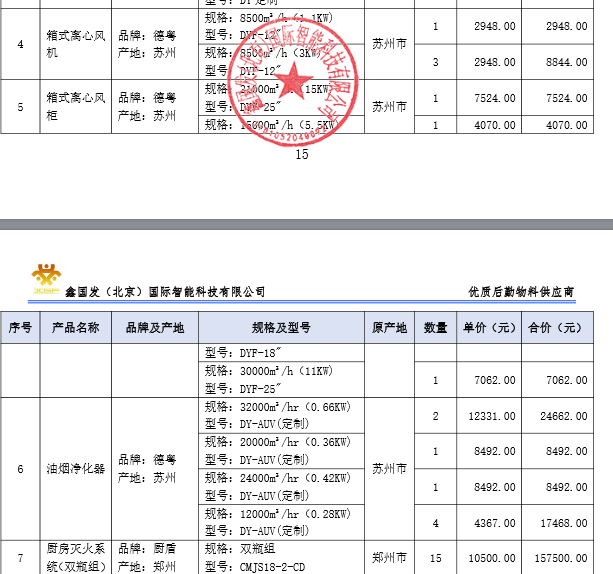 型号: DY定制
4 箱式离心风机 品牌: 德粤 产地: 苏州 规格: 8500m³/h (1.1KW) 型号: DYF-12″ 苏州市 1 2948.00 2948.00
规格: 8500m³/h (3KW) 型号: DYF-12″ 3 2948.00 8844.00
5 箱式离心风柜 品牌: 德粤 产地: 苏州 规格: 21000m³/h (15KW) 型号: DYF-25″ 苏州市 1 7524.00 7524.00
规格: 15000m³/h (5.5KW) 1 4070.00 4070.00
15
鑫国发（北京）国际智能科技有限公司 优质后勤物料供应商
序号 产品名称 品牌及产地 规格及型号 原产地 数量 单价（元） 合价（元）
型号: DYF-18″
规格: 30000m³/h (11KW) 型号: DYF-25″ 1 7062.00 7062.00
6 油烟净化器 品牌: 德粤 产地: 苏州 规格: 32000m³/hr (0.66KW) 型号: DY-AUV(定制) 苏州市 2 12331.00 24662.00
规格: 20000m³/hr (0.36KW) 型号: DY-AUV(定制) 1 8492.00 8492.00
规格: 24000m³/hr (0.42KW) 型号: DY-AUV(定制) 1 8492.00 8492.00
规格: 12000m³/hr (0.28KW) 型号: DY-AUV(定制) 4 4367.00 17468.00
7 厨房灭火系统(双瓶组) 品牌: 厨盾 产地: 郑州 规格: 双瓶组 型号: CMJS18-2-CD 郑州市 15 10500.00 157500.00